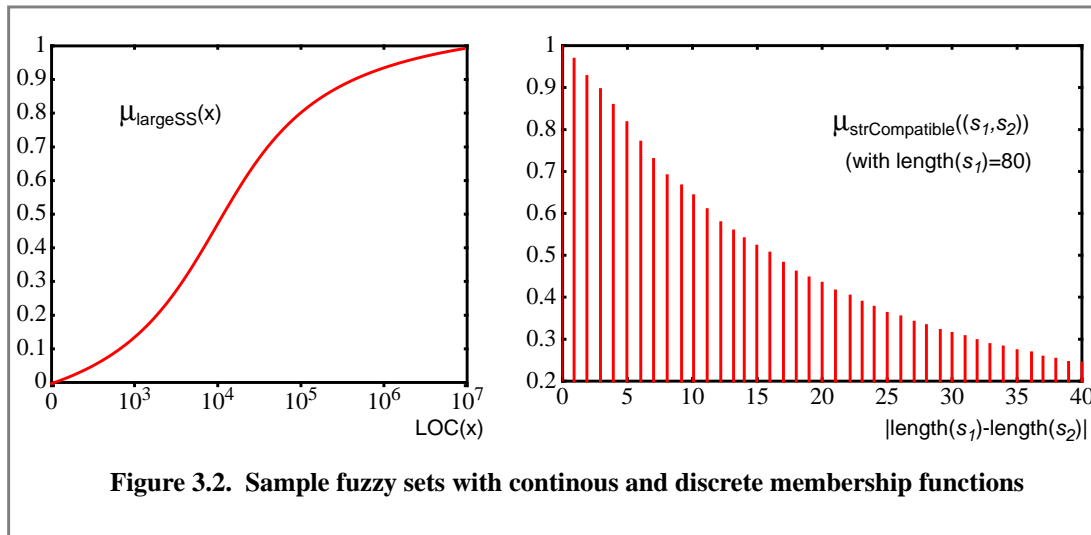 1
0.9
0.8
0.7
0.6
0.5
0.4
0.3
0.2
0.1
0
μlargeSS(x)
0 10³ 10⁴ 10⁵ 10⁶ 10⁷
LOC(x)
1
0.9
0.8
0.7
0.6
0.5
0.4
0.3
0.2
μstrCompatible((s1,s2))
(with length(s1)=80)
0 5 10 15 20 25 30 35 40
|length(s1)-length(s2)|
Figure 3.2. Sample fuzzy sets with continous and discrete membership functions